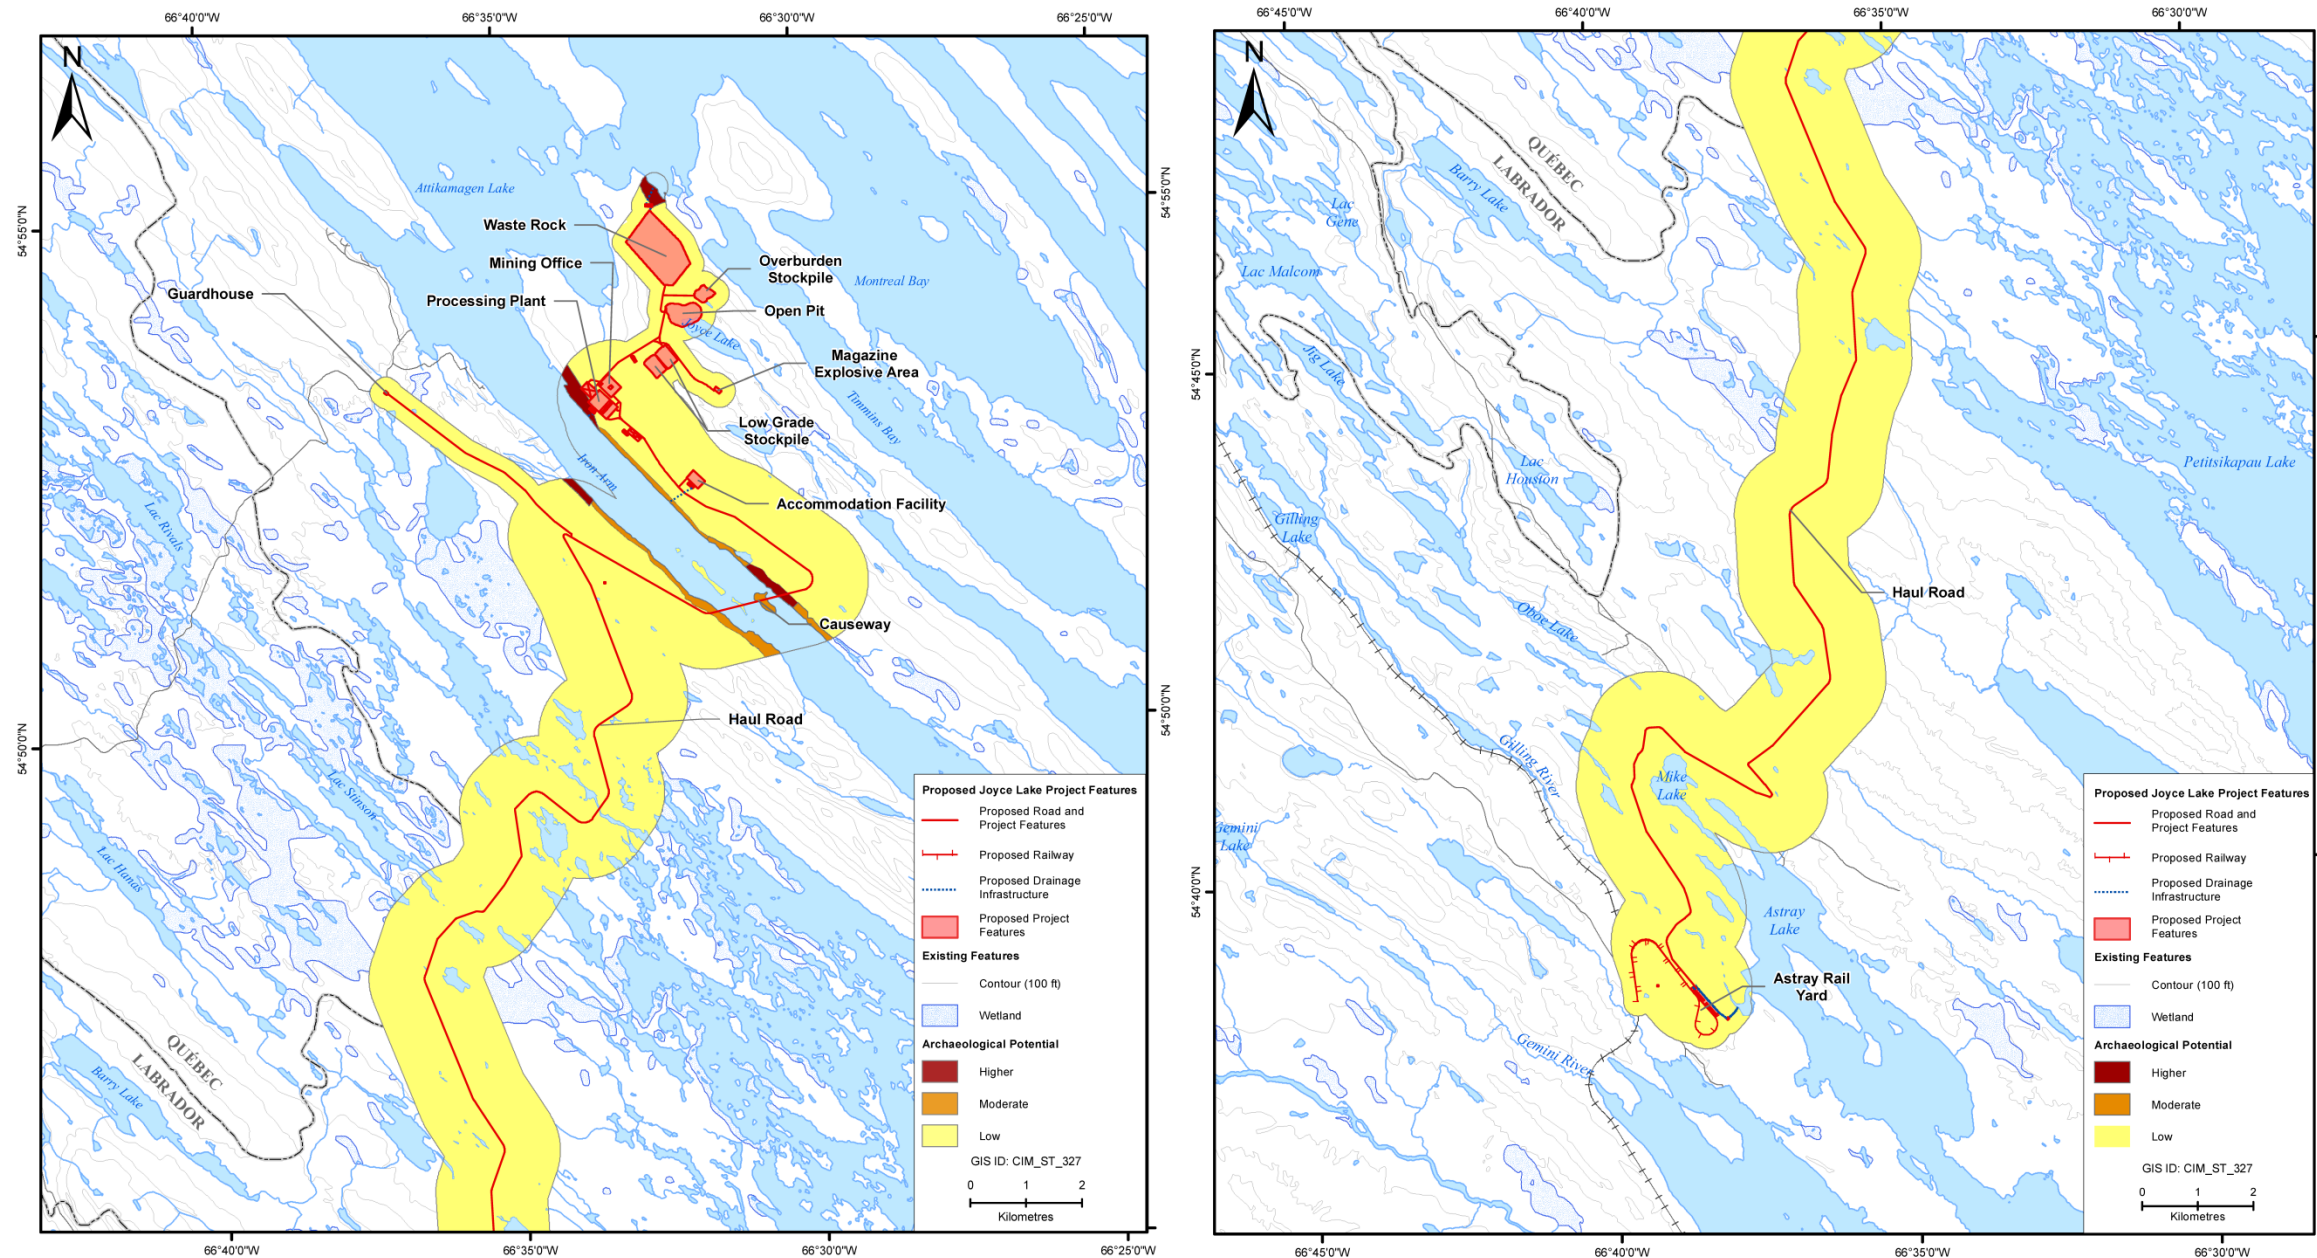 66°40'0"W
66°35'0"W
66°30'0"W
66°25'0"W
N
54°55'0"N
54°50'0"N
54°55'0"N
54°50'0"N
Attikamagen Lake
Waste Rock
Mining Office
Overburden
Stockpile
Montreal Bay
Guardhouse
Processing Plant
Open Pit
Joyce Lake
Magazine
Explosive Area
Timmins Bay
Low Grade
Stockpile
Iron Arm
Accommodation Facility
Lac Rivals
Causeway
Haul Road
Lac Stinson
Lac Hanas
QUÉBEC
LABRADOR
Barry Lake
Proposed Joyce Lake Project Features
Proposed Road and
Project Features
Proposed Railway
Proposed Drainage
Infrastructure
Proposed Project
Features
Existing Features
Contour (100 ft)
Wetland
Archaeological Potential
Higher
Moderate
Low
GIS ID: CIM_ST_327
0 1 2
Kilometres
66°40'0"W
66°35'0"W
66°30'0"W
66°25'0"W
66°45'0"W
66°40'0"W
66°35'0"W
66°30'0"W
N
54°45'0"N
54°40'0"N
QUÉBEC
LABRADOR
Barry Lake
Lac
Gene
Lac Malcom
Jig Lake
Lac
Houston
Petitsikapau Lake
Gilling
Lake
Haul Road
Oboe Lake
Gilling River
Mike
Lake
Gemini
Lake
Astray
Lake
Astray Rail
Yard
Gemini River
Proposed Joyce Lake Project Features
Proposed Road and
Project Features
Proposed Railway
Proposed Drainage
Infrastructure
Proposed Project
Features
Existing Features
Contour (100 ft)
Wetland
Archaeological Potential
Higher
Moderate
Low
GIS ID: CIM_ST_327
0 1 2
Kilometres
66°45'0"W
66°40'0"W
66°35'0"W
66°30'0"W